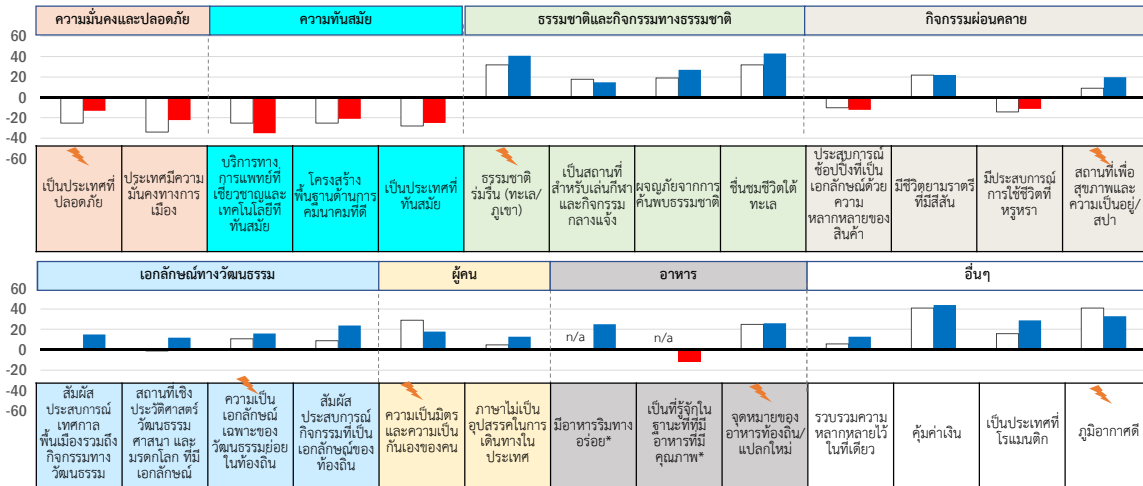 ความมั่นคงและปลอดภัย
ความทันสมัย
ธรรมชาติและกิจกรรมทางธรรมชาติ
กิจกรรมผ่อนคลาย
60
40
20
0
-20
-40
-60
เป็นประเทศที่
ปลอดภัย
ประเทศมีความ
มั่นคงทางการ
เมือง
บริการทาง
การแพทย์ที่
เชี่ยวชาญและ
เทคโนโลยีที่
ทันสมัย
โครงสร้าง
พื้นฐานด้านการ
คมนาคมที่ดี
เป็นประเทศที่
ทันสมัย
ธรรมชาติ
ร่มรื่น (ทะเล/
ภูเขา)
เป็นสถานที่
สำหรับเล่นกีฬา
และกิจกรรม
กลางแจ้ง
ผจญภัยจากการ
ค้นพบธรรมชาติ
ชื่นชมชีวิตใต้
ทะเล
ประสบการณ์
ช้อปปิ้งที่เป็น
เอกลักษณ์ด้วย
ความ
หลากหลายของ
สินค้า
มีชีวิตยามราตรี
ที่มีสีสัน
มีประสบการณ์
การใช้ชีวิตที่
หรูหรา
สถานที่เพื่อ
สุขภาพและ
ความเป็นอยู่/
สปา
เอกลักษณ์ทางวัฒนธรรม
ผู้คน
อาหาร
อื่นๆ
60
40
20
0
-20
-40
-60
n/a
n/a
สัมผัส
ประสบการณ์
เทศกาล
พื้นเมืองรวมถึง
กิจกรรมทาง
วัฒนธรรม
สถานที่เชิง
ประวัติศาสตร์
วัฒนธรรม
ศาสนา และ
มรดกโลก ที่มี
เอกลักษณ์
ความเป็น
เอกลักษณ์
เฉพาะของ
วัฒนธรรมย่อย
ในท้องถิ่น
สัมผัส
ประสบการณ์
กิจกรรมที่เป็น
เอกลักษณ์ของ
ท้องถิ่น
ความเป็นมิตร
และความเป็น
กันเองของคน
ภาษาไม่เป็น
อุปสรรคในการ
เดินทางใน
ประเทศ
มีอาหารริมทาง
อร่อย*
เป็นที่รู้จักใน
ฐานะที่ที่มี
อาหารที่มี
คุณภาพ*
จุดหมายของ
อาหารท้องถิ่น/
แปลกใหม่
รวบรวมความ
หลากหลายไว้
ในที่เดียว
คุ้มค่าเงิน
เป็นประเทศที่
โรแมนติก
ภูมิอากาศดี